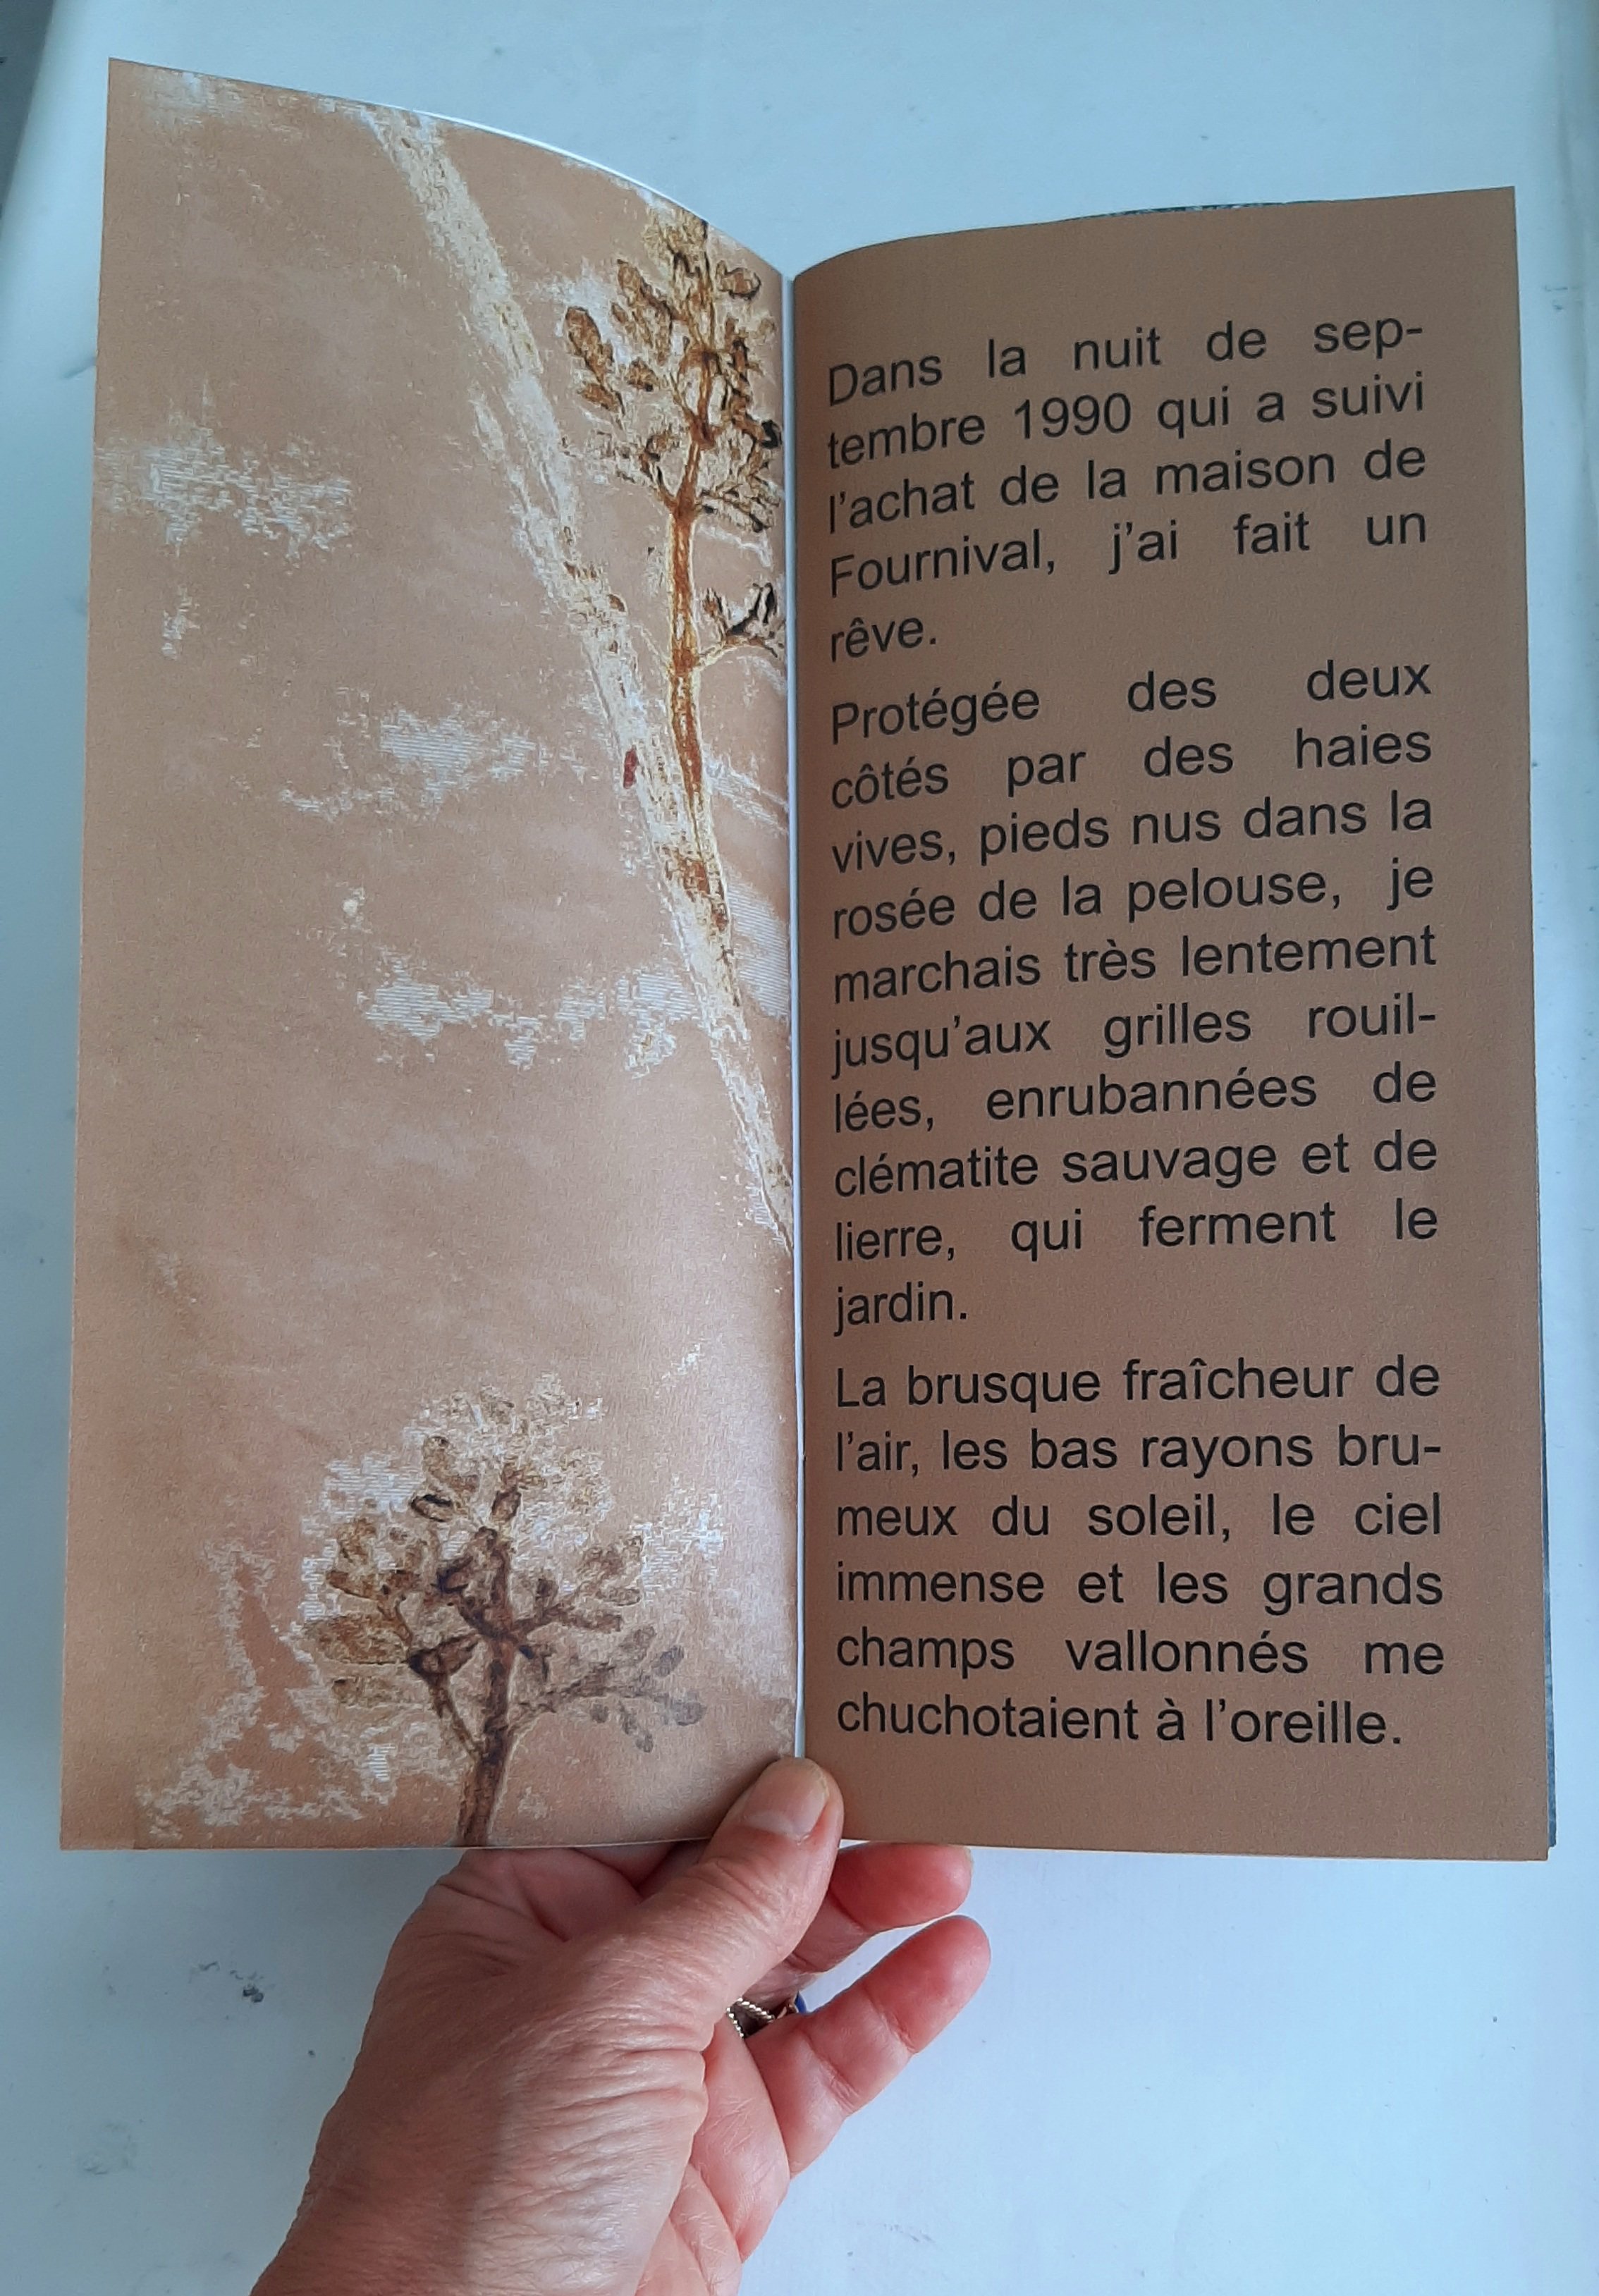 Dans la nuit de sep-
tembre 1990 qui a suivi
l'achat de la maison de
Fournival, j'ai fait un
rêve.
Protégée des deux
côtés par des haies
vives, pieds nus dans la
rosée de la pelouse, je
marchais très lentement
jusqu'aux grilles rouil-
lées, enrubannées de
clématite sauvage et de
lierre, qui ferment le
jardin.
La brusque fraîcheur de
l'air, les bas rayons bru-
meux du soleil, le ciel
immense et les grands
champs vallonnés me
chuchotaient à l'oreille.